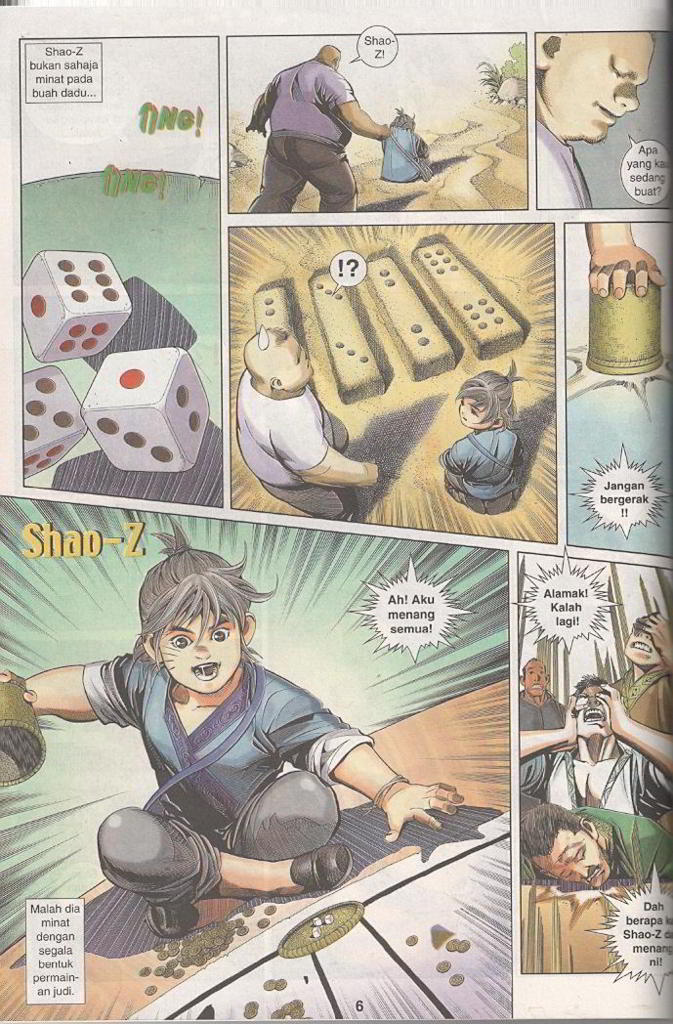 Shao-Z
bukan sahaja
minat pada
buah dadu...
TING!
TING!
Shao-
Z!
Apa
yang
sedang
buat?
!?
Jangan
bergerak
!!
Shao-Z
Ah! Aku
menang
semua!
Alamak!
Kalah
lagi!
Malah dia
minat
dengan
segala
bentuk
permain-
an judi.
Dah
berapa
Shao-Z
menang
ni!
6